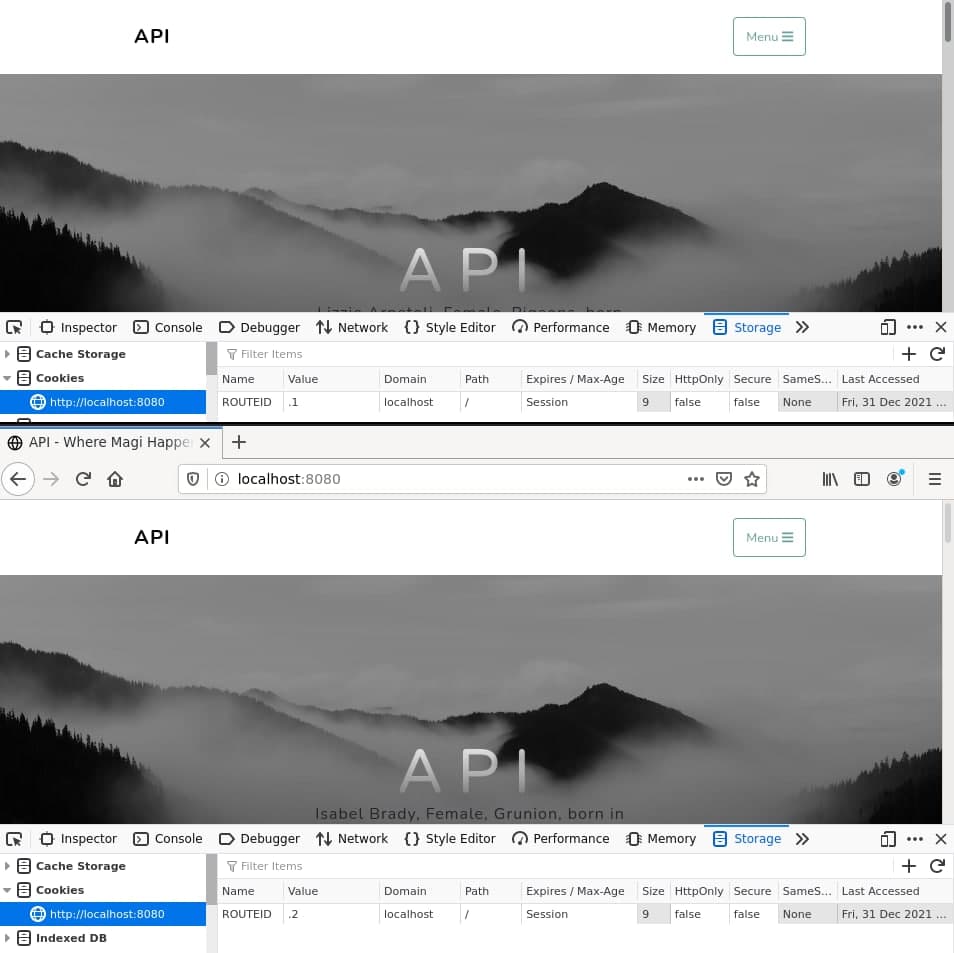 API
Menu
API
Inspector Console Debugger Network Style Editor Performance Memory Storage
Cache Storage
Filter Items
Cookies
Name Value Domain Path Expires / Max-Age Size HttpOnly Secure SameS... Last Accessed
http://localhost:8080
ROUTEID .1 localhost / Session 9 false false None Fri, 31 Dec 2021 ...
API - Where Magi Happe
localhost:8080
API
Menu
API
Isabel Brady, Female, Grunion, born in
Inspector Console Debugger Network Style Editor Performance Memory Storage
Cache Storage
Filter Items
Cookies
Name Value Domain Path Expires / Max-Age Size HttpOnly Secure SameS... Last Accessed
http://localhost:8080
ROUTEID .2 localhost / Session 9 false false None Fri, 31 Dec 2021 ...
Indexed DB